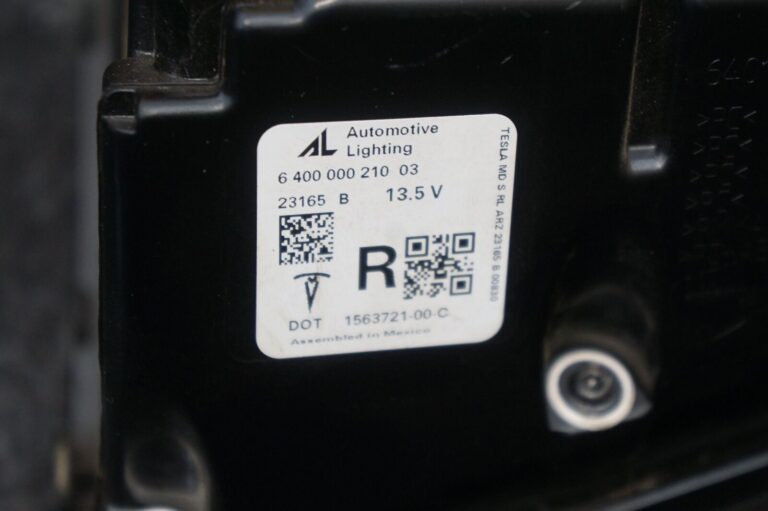 AL Automotive
Lighting
6 400 000 210 03
23165 B 13.5 V
R
DOT 1563721-00-C
Assembled in Mexico
TESLA MD S RL ARZ 23165 B 00830